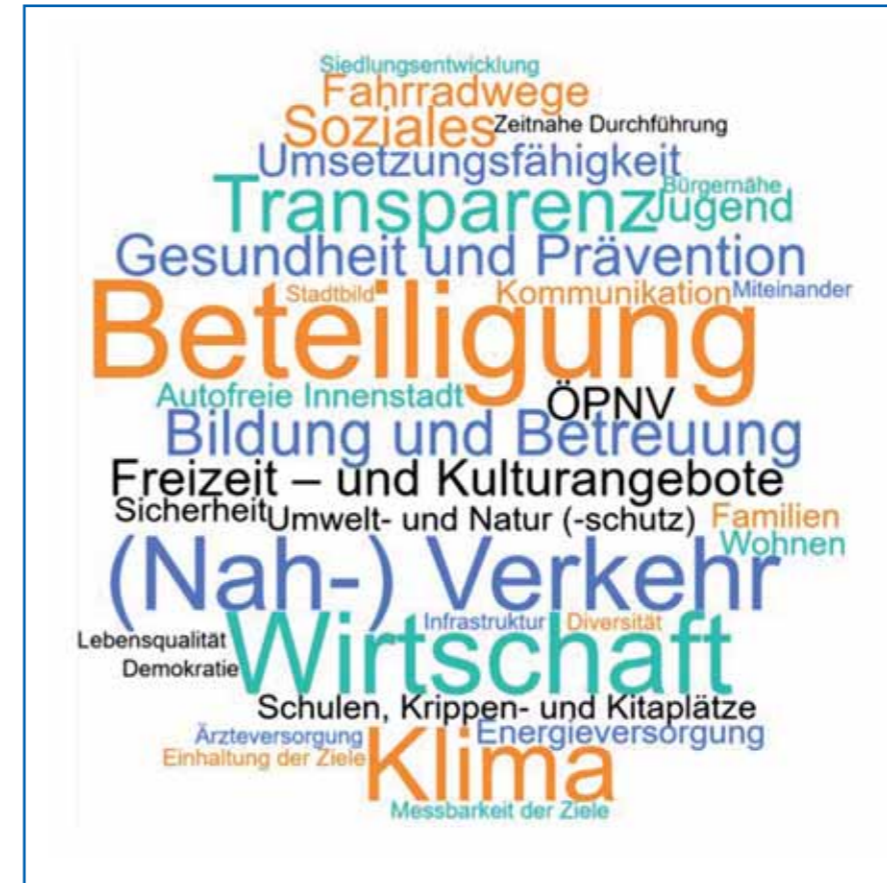 Siedlungsentwicklung
Fahrradwege
Soziales Zeitnahe Durchführung
Umsetzungsfähigkeit
Transparenz Bürgernähe
Jugend
Gesundheit und Prävention
Beteiligung
Stadtbild Kommunikation Miteinander
Autofreie Innenstadt ÖPNV
Bildung und Betreuung
Freizeit – und Kulturangebote
Sicherheit Umwelt- und Natur (-schutz) Familien
Wohnen
(Nah-) Verkehr
Infrastruktur Diversität
Lebensqualität
Wirtschaft
Demokratie
Schulen, Krippen- und Kitaplätze
Ärzteversorgung Energieversorgung
Einhaltung der Ziele Klima
Messbarkeit der Ziele